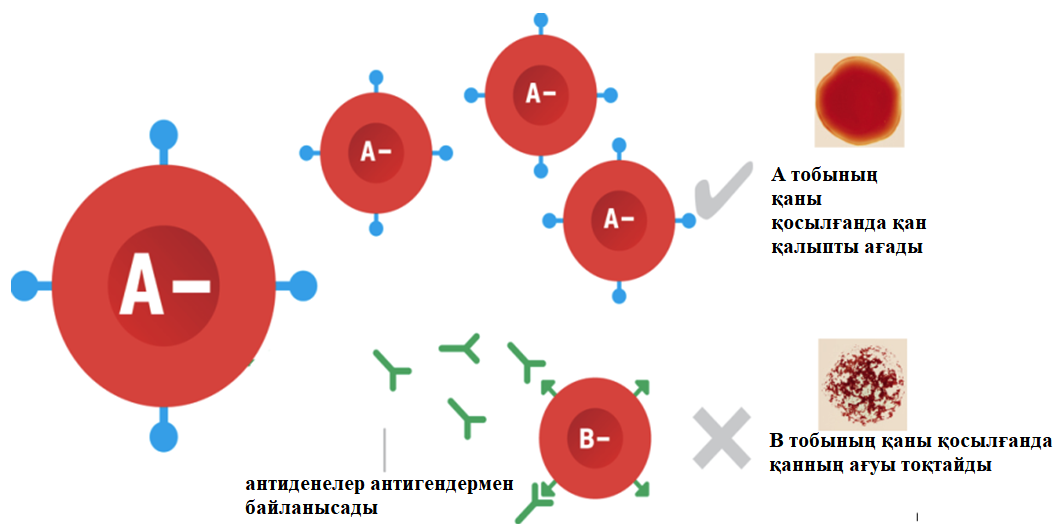 A–
A–
A–
A–
А тобының
қаны
қосылғанда қан
қалыпты ағады
B–
В тобының қаны қосылғанда
қанның ағуы тоқтайды
антиденелер антигендермен
байланысады